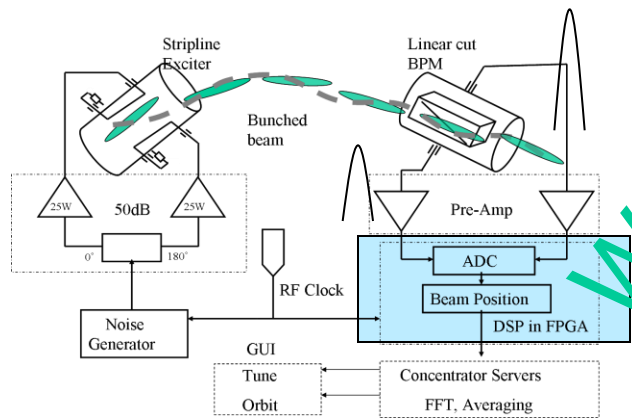 Stripline
Exciter
Linear cut
BPM
Bunched
beam
25W
50dB
25W
Pre-Amp
0°
180°
ADC
RF Clock
Beam Position
Noise
Generator
DSP in FPGA
GUI
Tune
Orbit
Concentrator Servers
FFT, Averaging